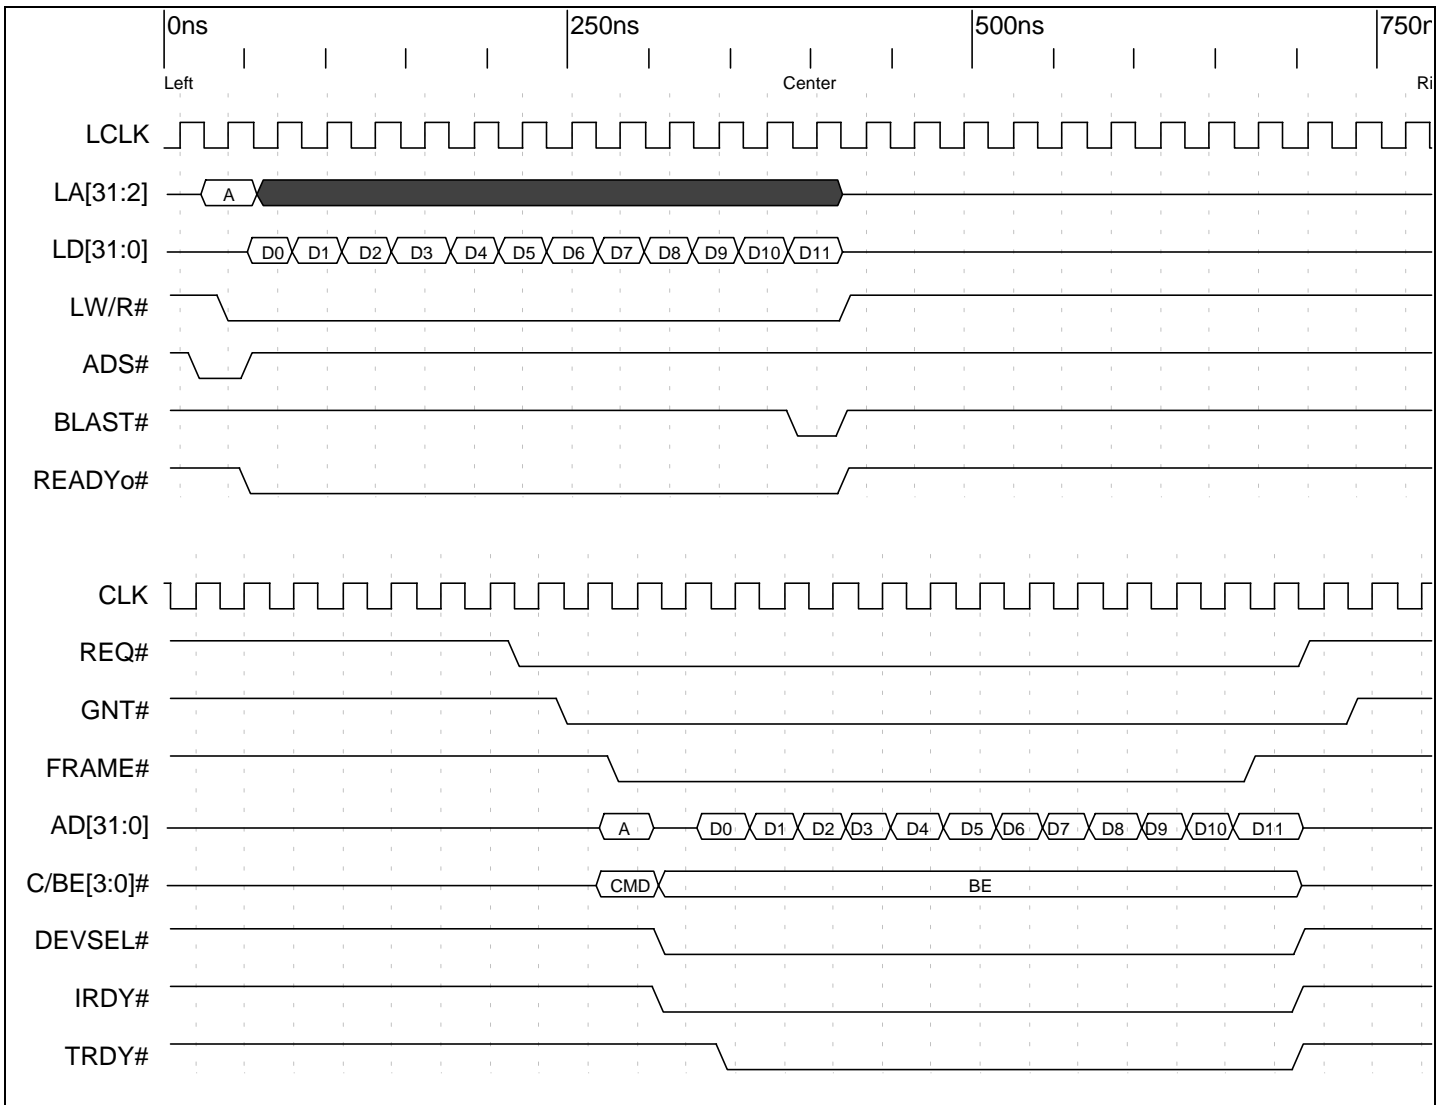 0ns 250ns 500ns 750n
Left Center Ri
LCLK
LA[31:2] A
LD[31:0] D0 D1 D2 D3 D4 D5 D6 D7 D8 D9 D10 D11
LW/R#
ADS#
BLAST#
READYo#
CLK
REQ#
GNT#
FRAME#
AD[31:0] A D0 D1 D2 D3 D4 D5 D6 D7 D8 D9 D10 D11
C/BE[3:0]# CMD BE
DEVSEL#
IRDY#
TRDY#